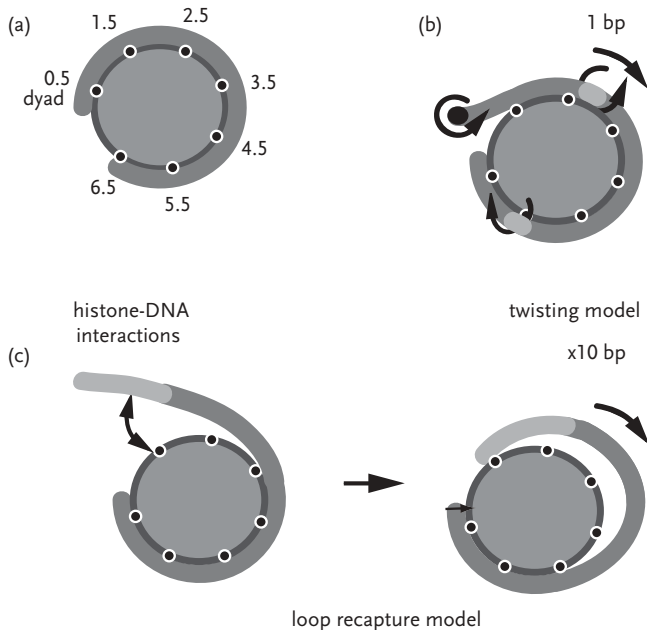 (a)
1.5
2.5
0.5
dyad
3.5
4.5
6.5
5.5
(b)
1 bp
histone-DNA
interactions
twisting model
(c)
x10 bp
loop recapture model